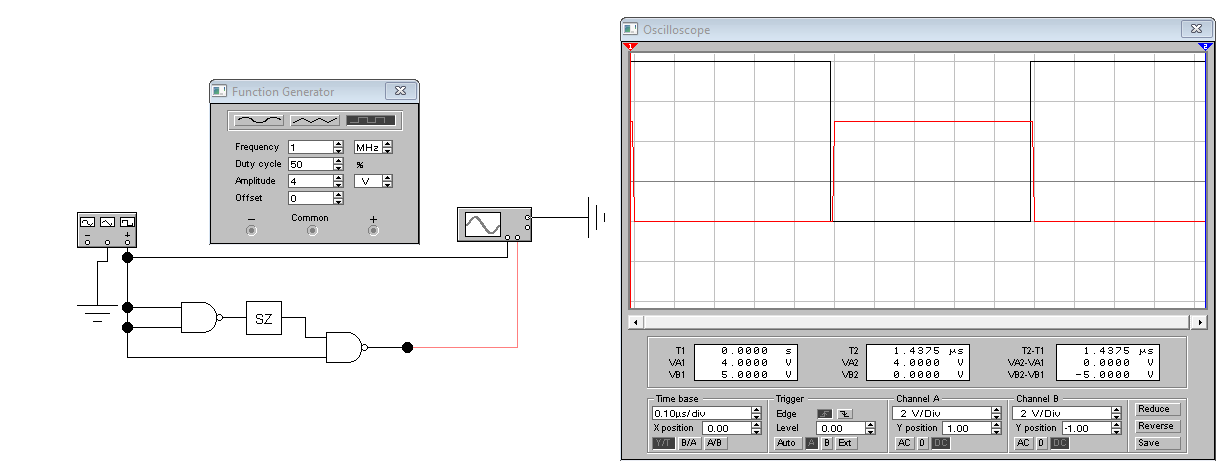 Oscilloscope
1
2
Function Generator
Frequency 1 MHz
Duty cycle 50 %
Amplitude 4 V
Offset 0
− Common +
− +
SZ
T1 0.0000 s
VA1 4.0000 V
VB1 5.0000 V
T2 1.4375 µs
VA2 4.0000 V
VB2 0.0000 V
T2-T1 1.4375 µs
VA2-VA1 0.0000 V
VB2-VB1 -5.0000 V
Time base
0.10µs/div
X position 0.00
Y/T B/A A/B
Trigger
Edge
Level 0.00
Auto A B Ext
Channel A
2 V/Div
Y position 1.00
AC 0 DC
Channel B
2 V/Div
Y position -1.00
AC 0 DC
Reduce
Reverse
Save